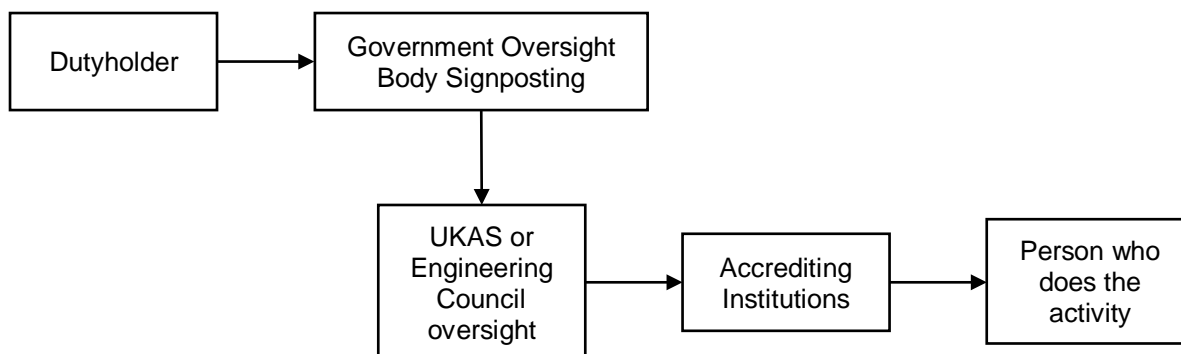 Dutyholder
Government Oversight
Body Signposting
UKAS or
Engineering
Council
oversight
Accrediting
Institutions
Person who
does the
activity